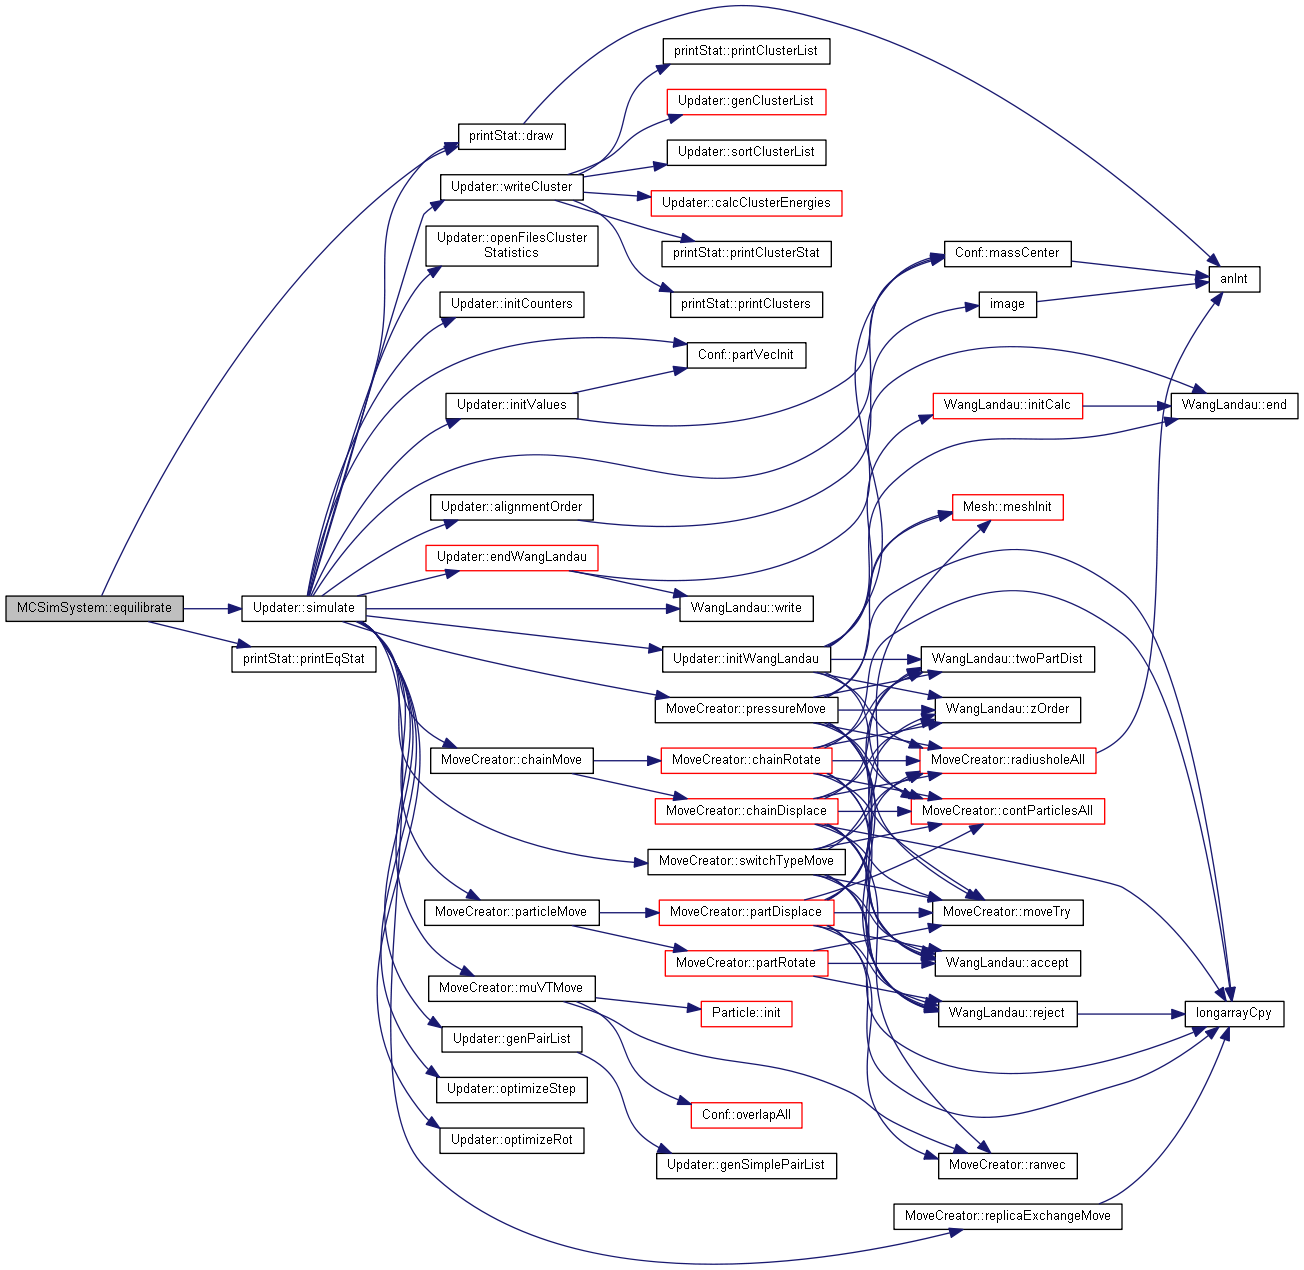 printStat::printClusterList
Updater::genClusterList
printStat::draw
Updater::sortClusterList
Updater::writeCluster
Updater::calcClusterEnergies
Updater::openFilesCluster
Statistics
printStat::printClusterStat
Conf::massCenter
anInt
Updater::initCounters
printStat::printClusters
image
Conf::partVecInit
Updater::initValues
WangLandau::initCalc
WangLandau::end
Updater::alignmentOrder
Mesh::meshInit
Updater::endWangLandau
MCSimSystem::equilibrate
Updater::simulate
WangLandau::write
printStat::printEqStat
Updater::initWangLandau
WangLandau::twoPartDist
MoveCreator::pressureMove
WangLandau::zOrder
MoveCreator::chainMove
MoveCreator::chainRotate
MoveCreator::radiusholeAll
MoveCreator::chainDisplace
MoveCreator::contParticlesAll
MoveCreator::switchTypeMove
MoveCreator::particleMove
MoveCreator::partDisplace
MoveCreator::moveTry
MoveCreator::partRotate
WangLandau::accept
MoveCreator::muVTMove
Particle::init
WangLandau::reject
longarrayCpy
Updater::genPairList
Updater::optimizeStep
Conf::overlapAll
Updater::optimizeRot
Updater::genSimplePairList
MoveCreator::ranvec
MoveCreator::replicaExchangeMove